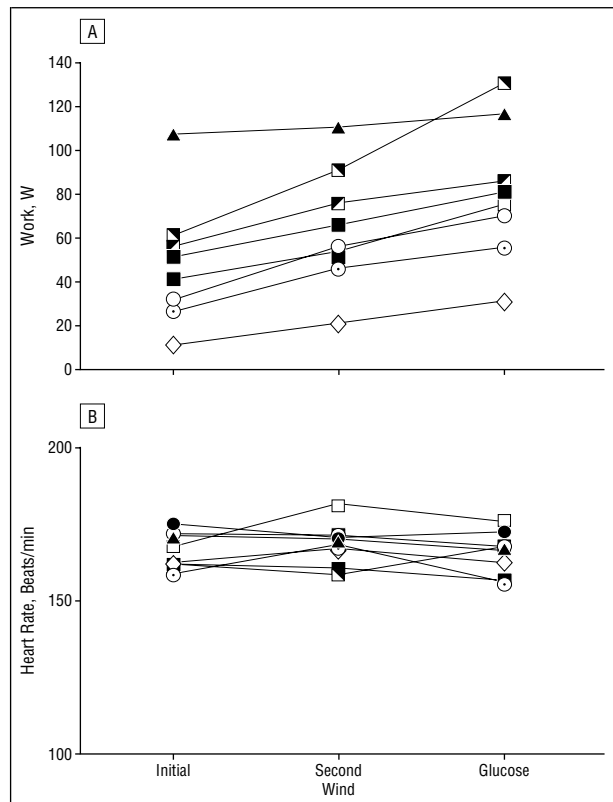 A
140
120
100
80
60
40
20
0
Work, W
B
200
150
100
Heart Rate, Beats/min
Initial
Second
Wind
Glucose